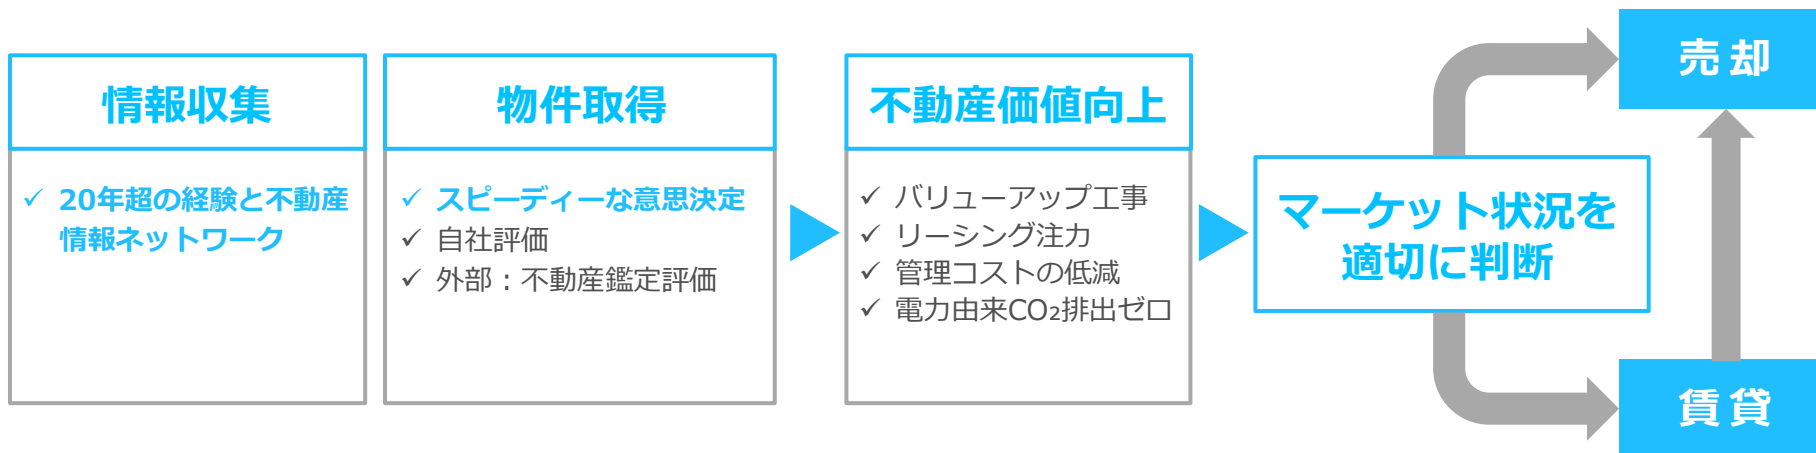 情報収集
✓ 20年超の経験と不動産
情報ネットワーク
物件取得
✓ スピーディーな意思決定
✓ 自社評価
✓ 外部：不動産鑑定評価
不動産価値向上
✓ バリューアップ工事
✓ リーシング注力
✓ 管理コストの低減
✓ 電力由来CO₂排出ゼロ
マーケット状況を
適切に判断
売却
賃貸